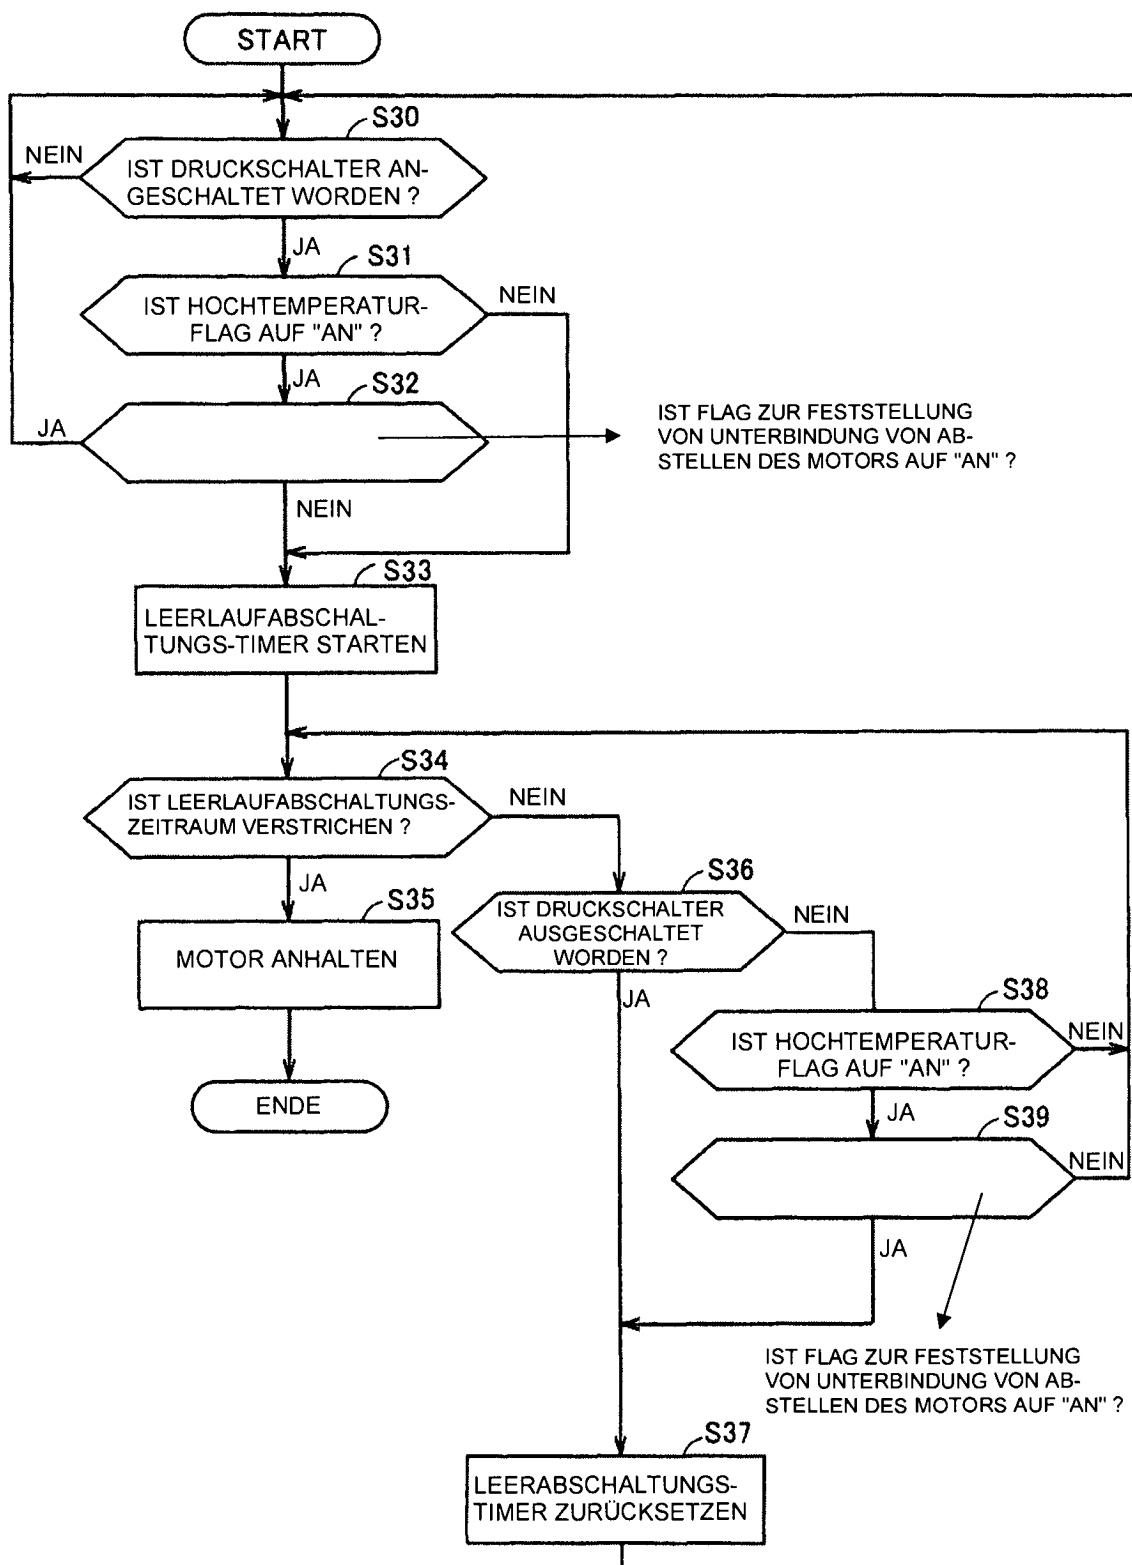 START
S30
NEIN
IST DRUCKSCHALTER AN-
GESCHALTET WORDEN ?
JA
S31
IST HOCHTEMPERATUR-
FLAG AUF "AN" ?
NEIN
JA
S32
JA
IST FLAG ZUR FESTSTELLUNG
VON UNTERBINDUNG VON AB-
STELLEN DES MOTORS AUF "AN" ?
NEIN
S33
LEERLAUFABSCHAL-
TUNGS-TIMER STARTEN
S34
IST LEERLAUFABSCHALTUNGS-
ZEITRAUM VERSTRICHEN ?
NEIN
JA
S35
MOTOR ANHALTEN
ENDE
S36
IST DRUCKSCHALTER
AUSGESCHALTET
WORDEN ?
NEIN
JA
S38
IST HOCHTEMPERATUR-
FLAG AUF "AN" ?
NEIN
JA
S39
NEIN
JA
IST FLAG ZUR FESTSTELLUNG
VON UNTERBINDUNG VON AB-
STELLEN DES MOTORS AUF "AN" ?
S37
LEERABSCHALTUNGS-
TIMER ZURÜCKSETZEN